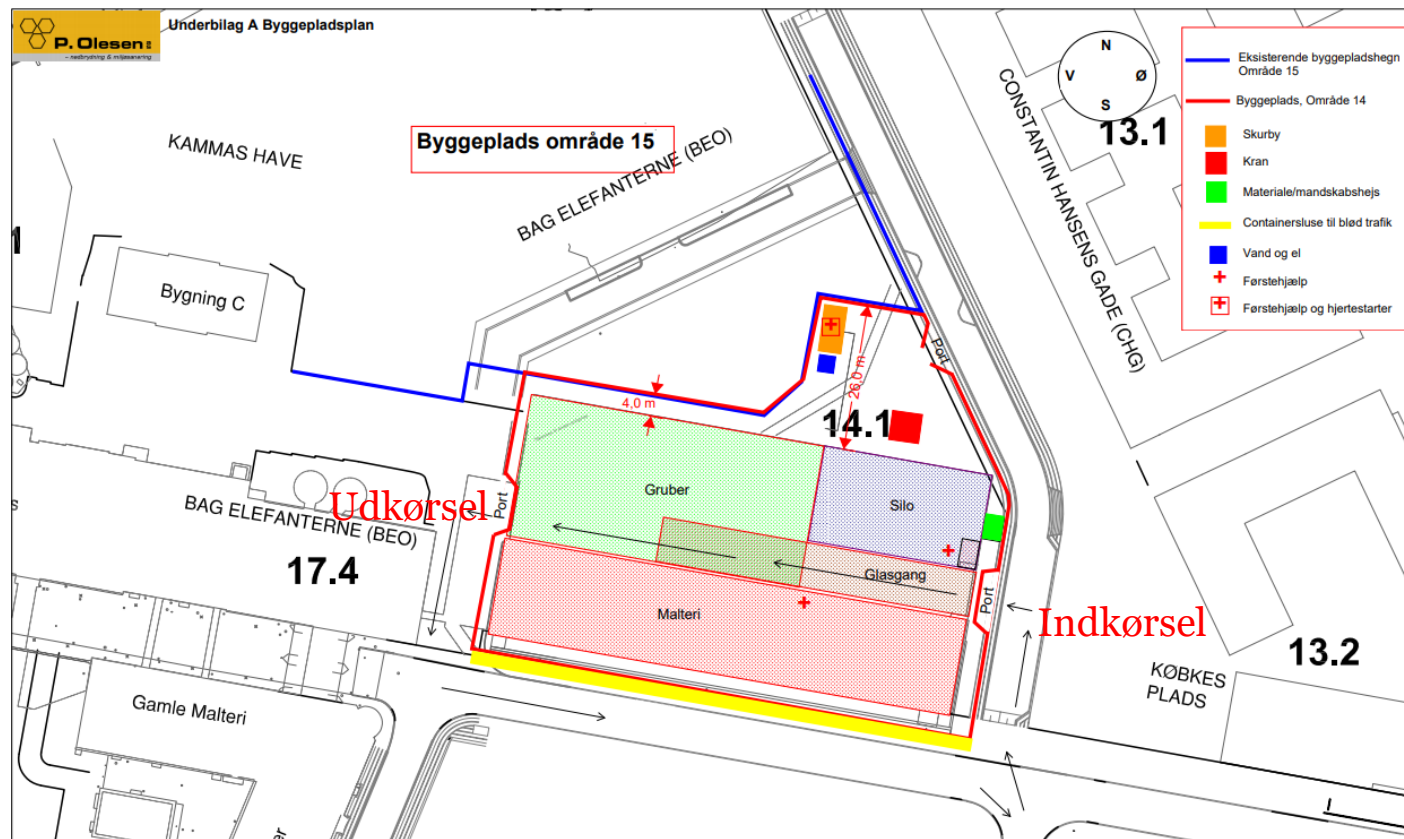 Underbilag A Byggepladsplan
P. Olesen
– nedbrydning & miljøsanering
N
V
Ø
S
Eksisterende byggepladshegn
Område 15
Byggeplads, Område 14
Skurby
Kran
Materiale/mandskabshejs
Containersluse til blød trafik
Vand og el
Førstehjælp
Førstehjælp og hjertestarter
CONSTANTIN HANSENS GADE (CHG)
13.1
KAMMAS HAVE
Byggeplads område 15
BAG ELEFANTERNE (BEO)
1
Bygning C
Port
4,0 m
26,0 m
14.1
Gruber
Silo
Udkørsel
Port
BAG ELEFANTERNE (BEO)
17.4
Glasgang
Port
Indkørsel
Malteri
13.2
KØBKES
PLADS
Gamle Malteri